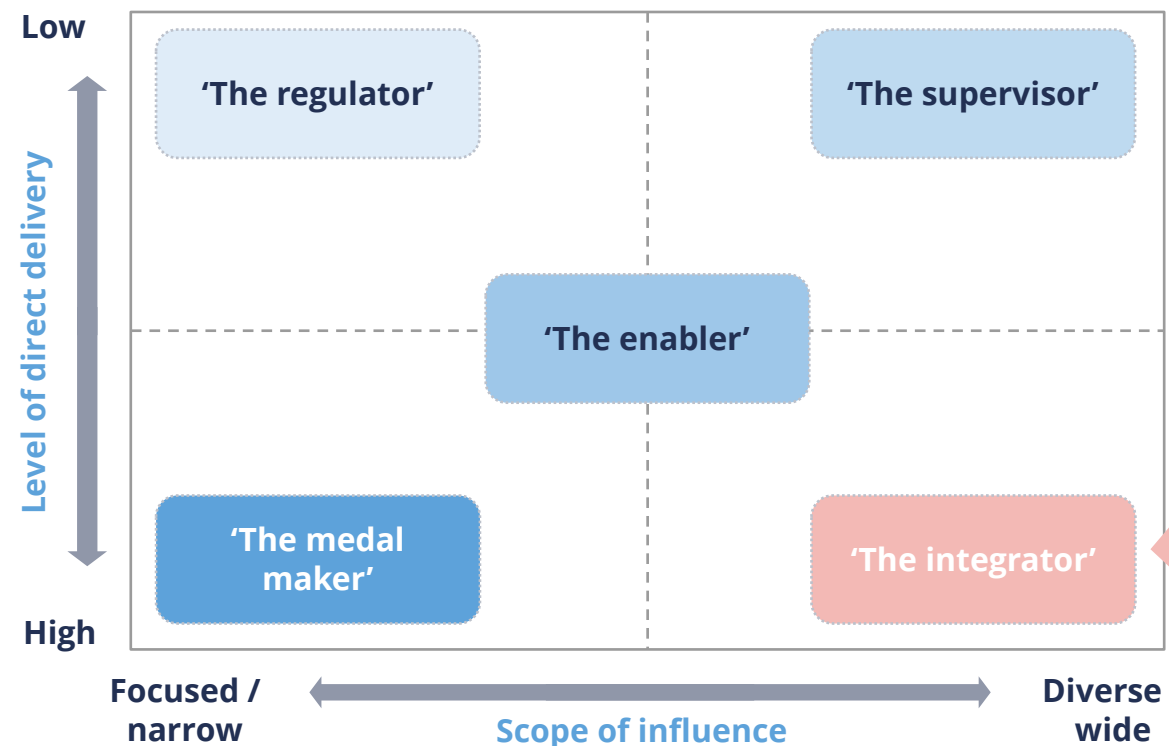 Low
‘The regulator’
‘The supervisor’
Level of direct delivery
‘The enabler’
‘The medal
maker’
‘The integrator’
High
Focused /
narrow
Scope of influence
Diverse
wide